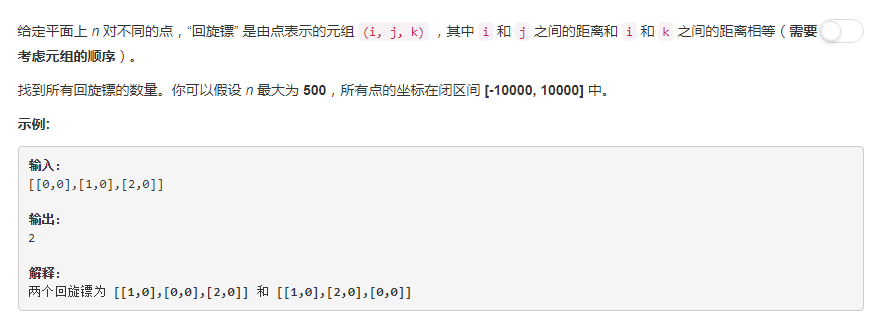 给定平面上 n 对不同的点，“回旋镖” 是由点表示的元组 (i, j, k) ，其中 i 和 j 之间的距离和 i 和 k 之间的距离相等（需要
考虑元组的顺序）。
找到所有回旋镖的数量。你可以假设 n 最大为 500，所有点的坐标在闭区间 [-10000, 10000] 中。
示例:
输入:
[[0,0],[1,0],[2,0]]
输出:
2
解释:
两个回旋镖为 [[1,0],[0,0],[2,0]] 和 [[1,0],[2,0],[0,0]]